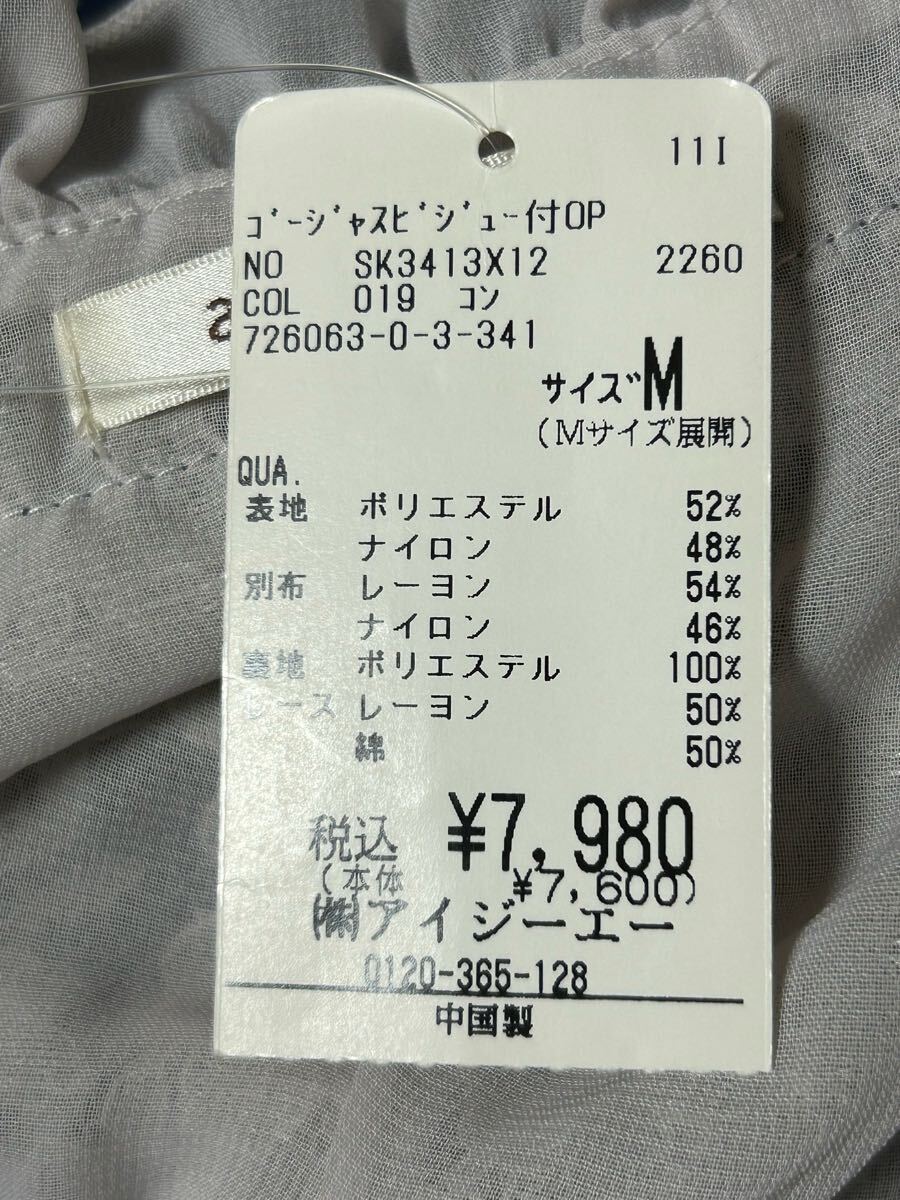 11I
ｺﾞｰｼﾞｬｽﾋﾞｼﾞｭｰ付OP
NO SK3413X12 2260
COL 019 コン
726063-0-3-341
サイズM
(Mサイズ展開)
QUA.
表地 ポリエステル 52%
ナイロン 48%
別布 レーヨン 54%
ナイロン 46%
裏地 ポリエステル 100%
レース レーヨン 50%
綿 50%
税込 ¥7,980
(本体 ¥7,600)
㈱アイジーエー
0120-365-128
中国製